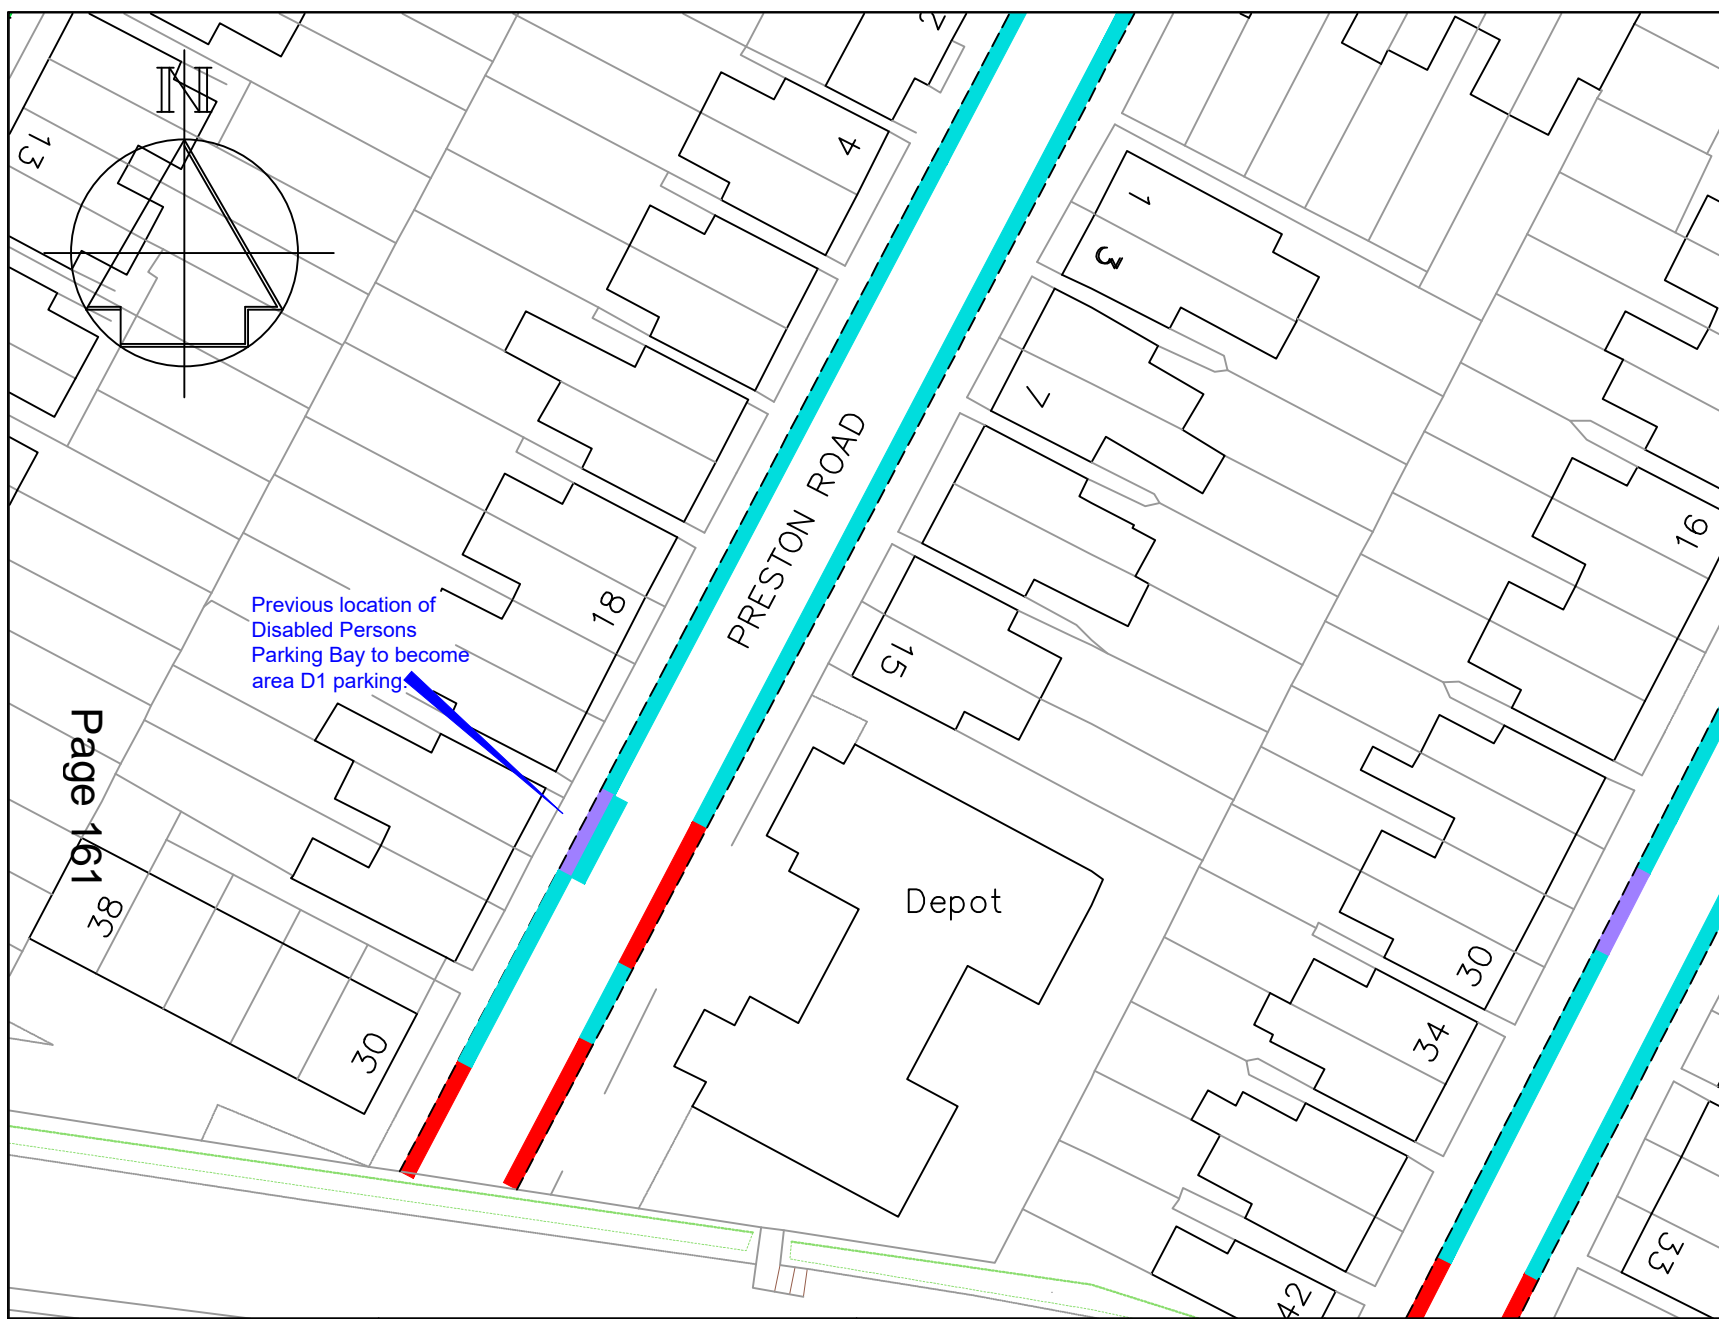 N
2
4
13
1
3
7
PRESTON ROAD
16
18
Previous location of
Disabled Persons
Parking Bay to become
area D1 parking.
15
Page 161
Depot
38
30
30
34
33
42